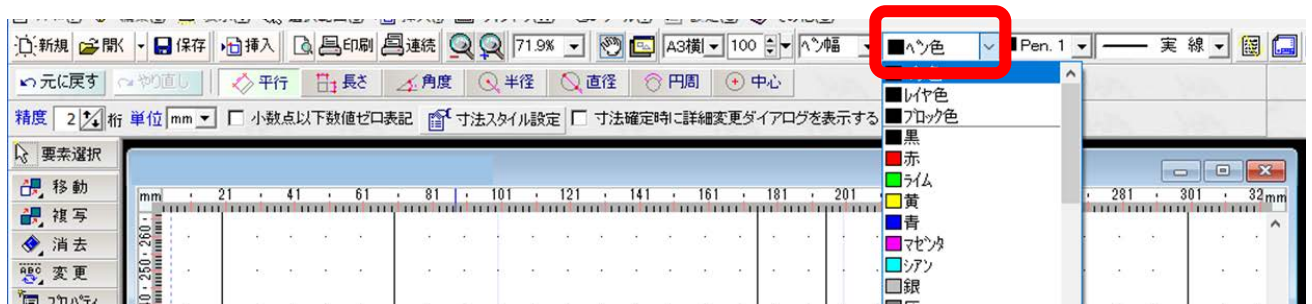 新規 開く 保存 挿入 印刷 連続 71.9% A3横 100 ペン幅 ペン色 Pen. 1 実 線
元に戻す やり直し 平行 長さ 角度 半径 直径 円周 中心
レイヤ色
精度 2 桁 単位 mm 小数点以下数値ゼロ表記 寸法スタイル設定 寸法確定時に詳細変更ダイアログを表示する ブロック色
黒
要素選択 赤
移動 ライム
mm 21 41 61 81 101 121 141 161 181 201 281 301 32 mm
複写 黄
260 青
消去 マゼンタ
変更 250 シアン
プロパティ 銀